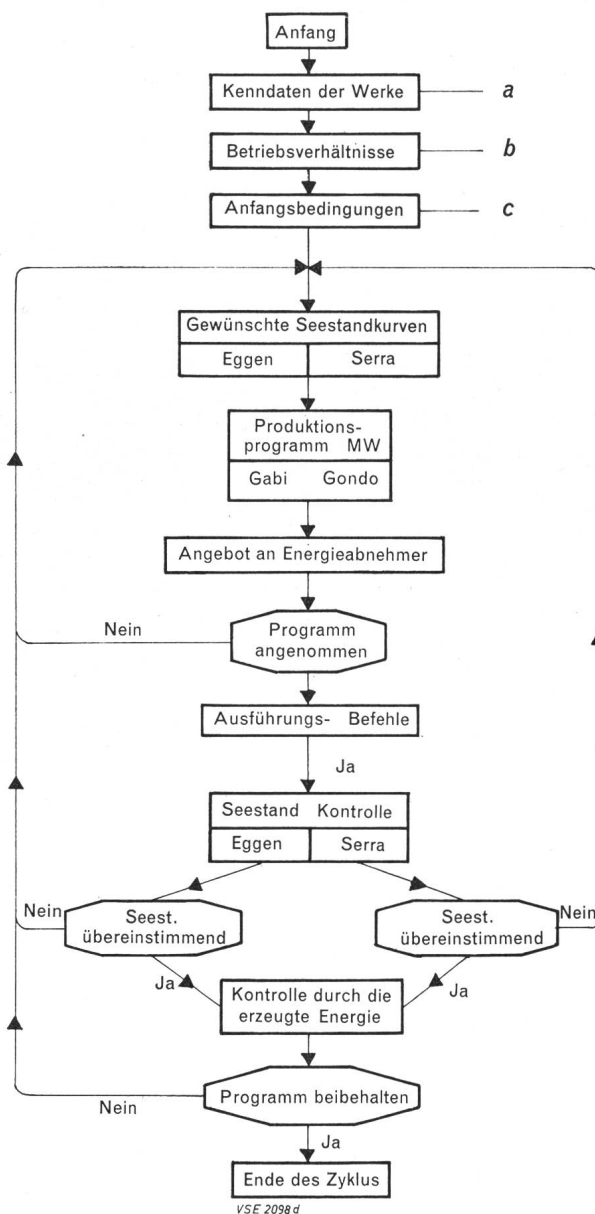 Anfang
Kenndaten der Werke
a
Betriebsverhältnisse
b
Anfangsbedingungen
c
Gewünschte Seestandkurven
Eggen
Serra
Produktions-
programm MW
Gabi Gondo
Angebot an Energieabnehmer
Nein
Programm
angenommen
Ausführungs- Befehle
Ja
Seestand Kontrolle
Eggen
Serra
Nein
Seest.
übereinstimmend
Seest.
übereinstimmend
Nein
Ja
Kontrolle durch die
erzeugte Energie
Ja
Programm beibehalten
Nein
Ja
Ende des Zyklus
VSE 2098 d